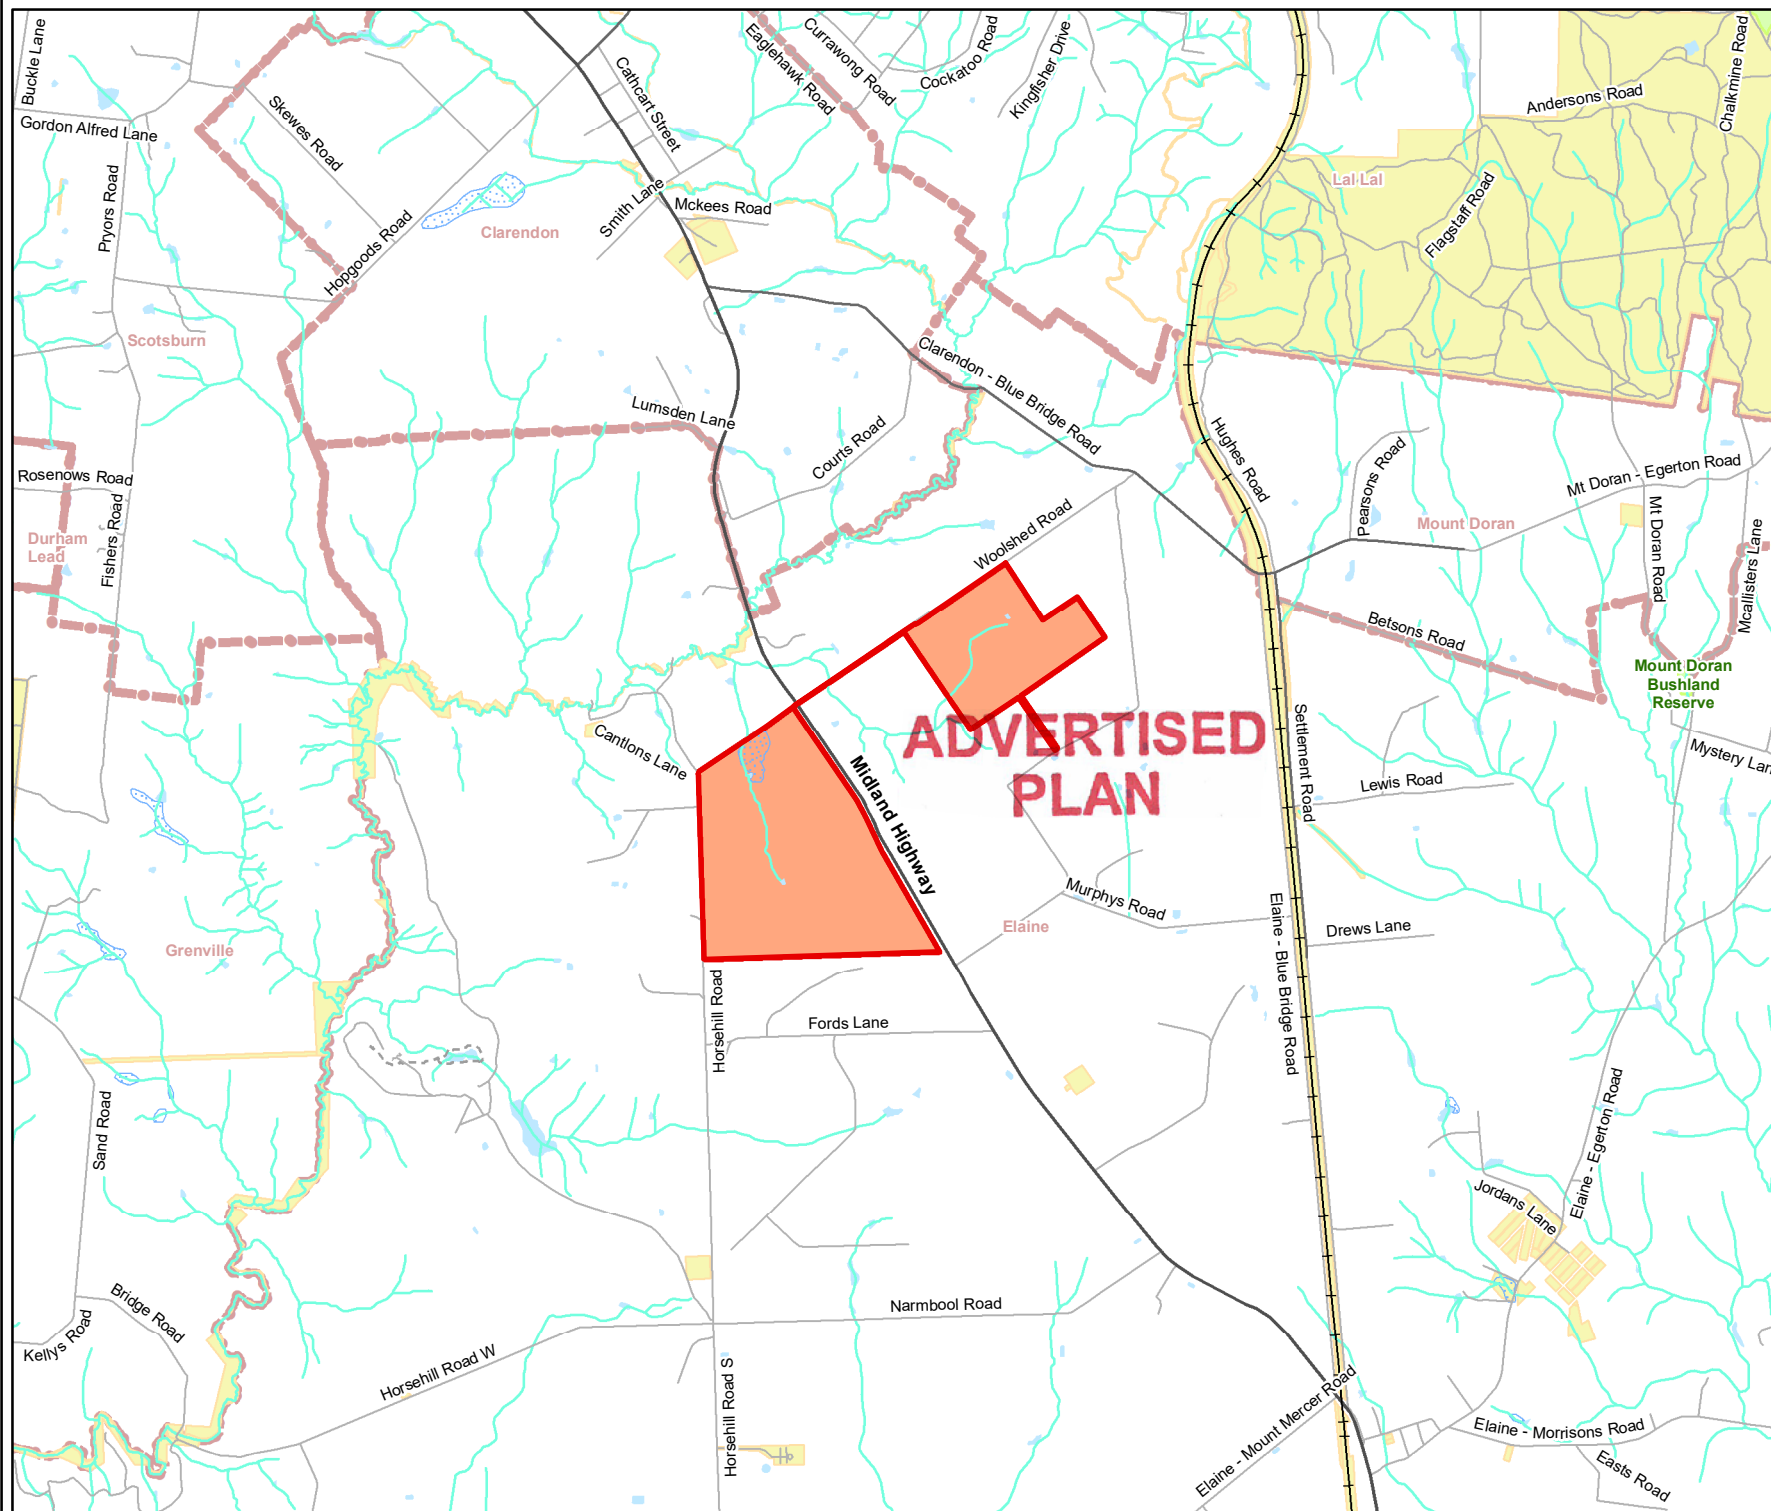 Buckle Lane
Gordon Alfred Lane
Skewes Road
Pryors Road
Hopgoods Road
Clarendon
Scotsburn
Cathcart Street
Smith Lane
Mckees Road
Eaglehawk Road
Currawong Road
Cockatoo Road
Kingfisher Drive
Andersons Road
Chalkmine Road
Lal Lal
Flagstaff Road
Clarendon - Blue Bridge Road
Lumsden Lane
Courts Road
Hughes Road
Pearsons Road
Mt Doran - Egerton Road
Mount Doran
Mt Doran Road
Mcallisters Lane
Rosenows Road
Durham
Lead
Fishers Road
Woolshed Road
Betsons Road
Mount Doran
Bushland
Reserve
Mystery Lan
Cantlons Lane
Midland Highway
ADVERTISED
PLAN
Settlement Road
Lewis Road
Murphys Road
Elaine
Drews Lane
Elaine - Blue Bridge Road
Grenville
Horsehill Road
Fords Lane
Sand Road
Elaine - Egerton Road
Jordans Lane
Bridge Road
Kellys Road
Narmbool Road
Horsehill Road W
Horsehill Road S
Elaine - Mount Mercer Road
Elaine - Morrisons Road
Easts Road